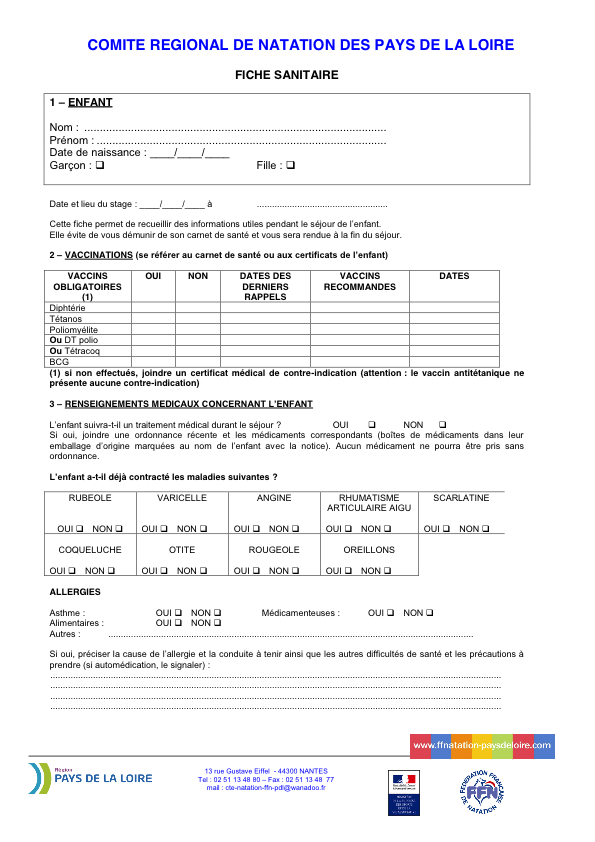 COMITE REGIONAL DE NATATION DES PAYS DE LA LOIRE
FICHE SANITAIRE
1 – ENFANT
Nom : ................................................................................................
Prénom : ............................................................................................
Date de naissance : ____/____/____
Garçon : ❑ Fille : ❑
Date et lieu du stage : ____/____/____ à ....................................................
Cette fiche permet de recueillir des informations utiles pendant le séjour de l'enfant.
Elle évite de vous démunir de son carnet de santé et vous sera rendue à la fin du séjour.
2 – VACCINATIONS (se référer au carnet de santé ou aux certificats de l'enfant)
VACCINS OUI NON DATES DES VACCINS DATES
OBLIGATOIRES DERNIERS RECOMMANDES
(1) RAPPELS
Diphtérie
Tétanos
Poliomyélite
Ou DT polio
Ou Tétracoq
BCG
(1) si non effectués, joindre un certificat médical de contre-indication (attention : le vaccin antitétanique ne
présente aucune contre-indication)
3 – RENSEIGNEMENTS MEDICAUX CONCERNANT L'ENFANT
L'enfant suivra-t-il un traitement médical durant le séjour ? OUI ❑ NON ❑
Si oui, joindre une ordonnance récente et les médicaments correspondants (boîtes de médicaments dans leur
emballage d'origine marquées au nom de l'enfant avec la notice). Aucun médicament ne pourra être pris sans
ordonnance.
L'enfant a-t-il déjà contracté les maladies suivantes ?
RUBEOLE VARICELLE ANGINE RHUMATISME SCARLATINE
ARTICULAIRE AIGU
OUI ❑ NON ❑ OUI ❑ NON ❑ OUI ❑ NON ❑ OUI ❑ NON ❑ OUI ❑ NON ❑
COQUELUCHE OTITE ROUGEOLE OREILLONS
OUI ❑ NON ❑ OUI ❑ NON ❑ OUI ❑ NON ❑ OUI ❑ NON ❑
ALLERGIES
Asthme : OUI ❑ NON ❑ Médicamenteuses : OUI ❑ NON ❑
Alimentaires : OUI ❑ NON ❑
Autres : ................................................................................................
Si oui, préciser la cause de l'allergie et la conduite à tenir ainsi que les autres difficultés de santé et les précautions à
prendre (si automédication, le signaler) :
................................................................................................
................................................................................................
................................................................................................
................................................................................................
www.ffnatation-paysdeloire.com
Région
PAYS DE LA LOIRE
13 rue Gustave Eiffel - 44300 NANTES
Tel : 02 51 13 48 80 – Fax : 02 51 13 48 77
mail : cte-natation-ffn-pdl@wanadoo.fr
FEDERATION FRANÇAISE
FFN
DE NATATION